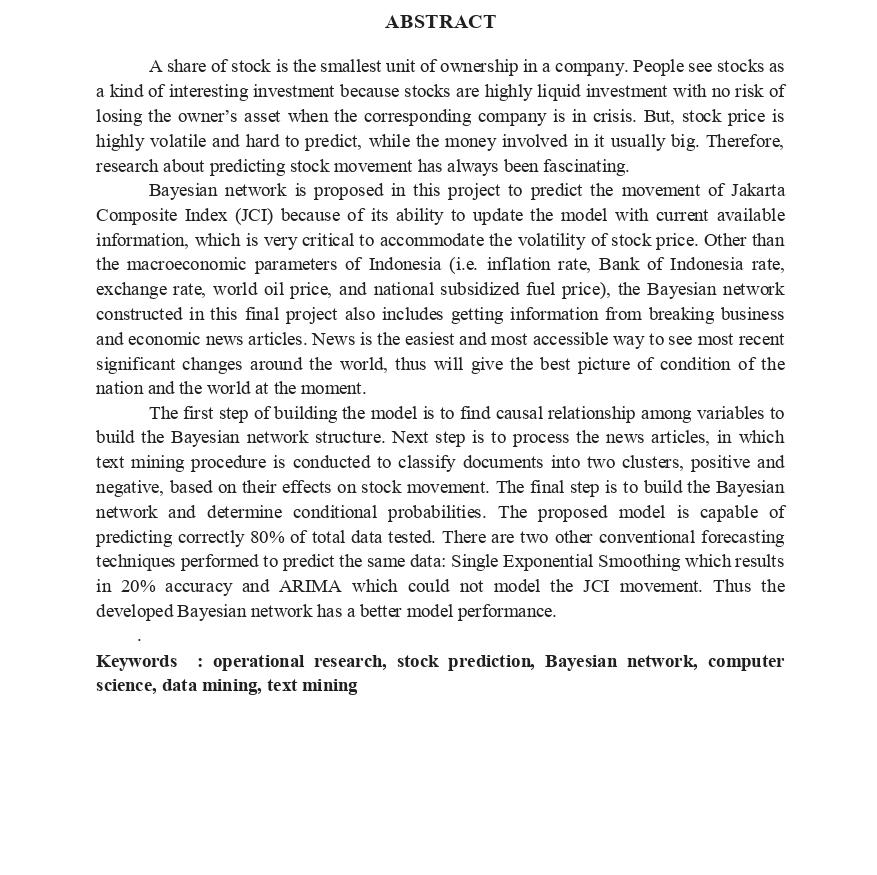 ABSTRACT
A share of stock is the smallest unit of ownership in a company. People see stocks as
a kind of interesting investment because stocks are highly liquid investment with no risk of
losing the owner's asset when the corresponding company is in crisis. But, stock price is
highly volatile and hard to predict, while the money involved in it usually big. Therefore,
research about predicting stock movement has always been fascinating.
Bayesian network is proposed in this project to predict the movement of Jakarta
Composite Index (JCI) because of its ability to update the model with current available
information, which is very critical to accommodate the volatility of stock price. Other than
the macroeconomic parameters of Indonesia (i.e. inflation rate, Bank of Indonesia rate,
exchange rate, world oil price, and national subsidized fuel price), the Bayesian network
constructed in this final project also includes getting information from breaking business
and economic news articles. News is the easiest and most accessible way to see most recent
significant changes around the world, thus will give the best picture of condition of the
nation and the world at the moment.
The first step of building the model is to find causal relationship among variables to
build the Bayesian network structure. Next step is to process the news articles, in which
text mining procedure is conducted to classify documents into two clusters, positive and
negative, based on their effects on stock movement. The final step is to build the Bayesian
network and determine conditional probabilities. The proposed model is capable of
predicting correctly 80% of total data tested. There are two other conventional forecasting
techniques performed to predict the same data: Single Exponential Smoothing which results
in 20% accuracy and ARIMA which could not model the JCI movement. Thus the
developed Bayesian network has a better model performance.
.
Keywords : operational research, stock prediction, Bayesian network, computer
science, data mining, text mining